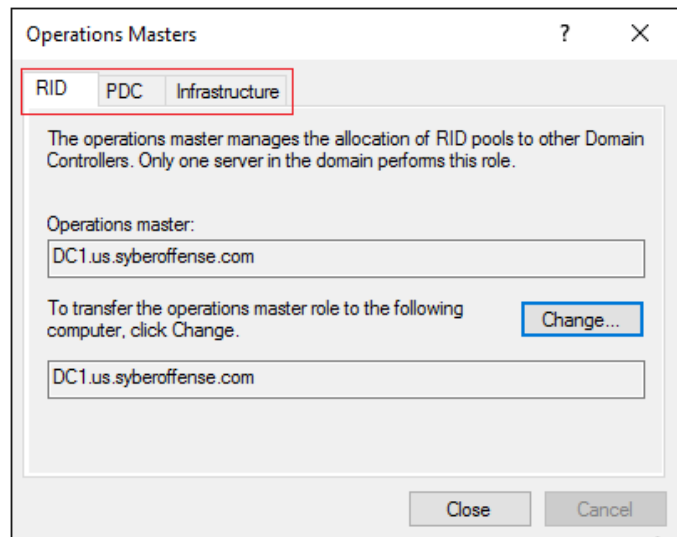 Operations Masters ?
RID PDC Infrastructure
The operations master manages the allocation of RID pools to other Domain
Controllers. Only one server in the domain performs this role.
Operations master:
DC1.us.syberoffense.com
To transfer the operations master role to the following
computer, click Change.
Change...
DC1.us.syberoffense.com
Close Cancel